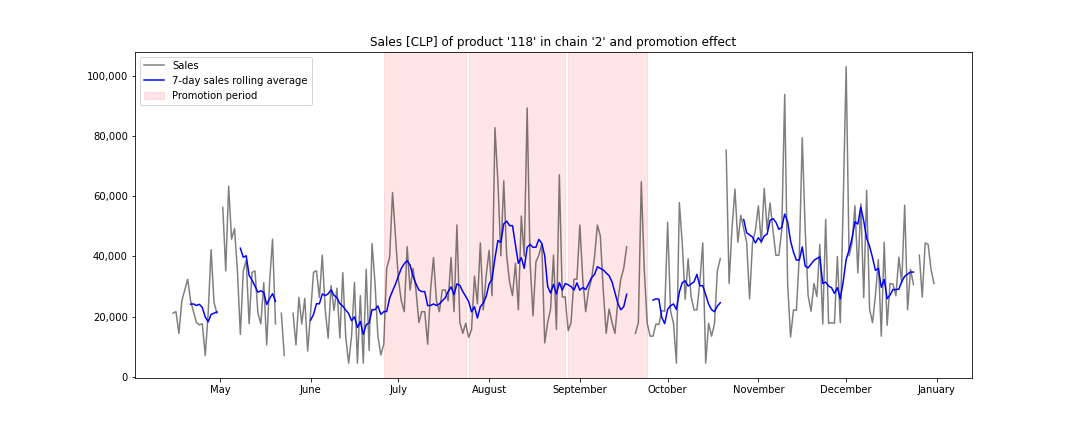 Sales [CLP] of product '118' in chain '2' and promotion effect
Sales
7-day sales rolling average
Promotion period
100,000
80,000
60,000
40,000
20,000
0
May June July August September October November December January